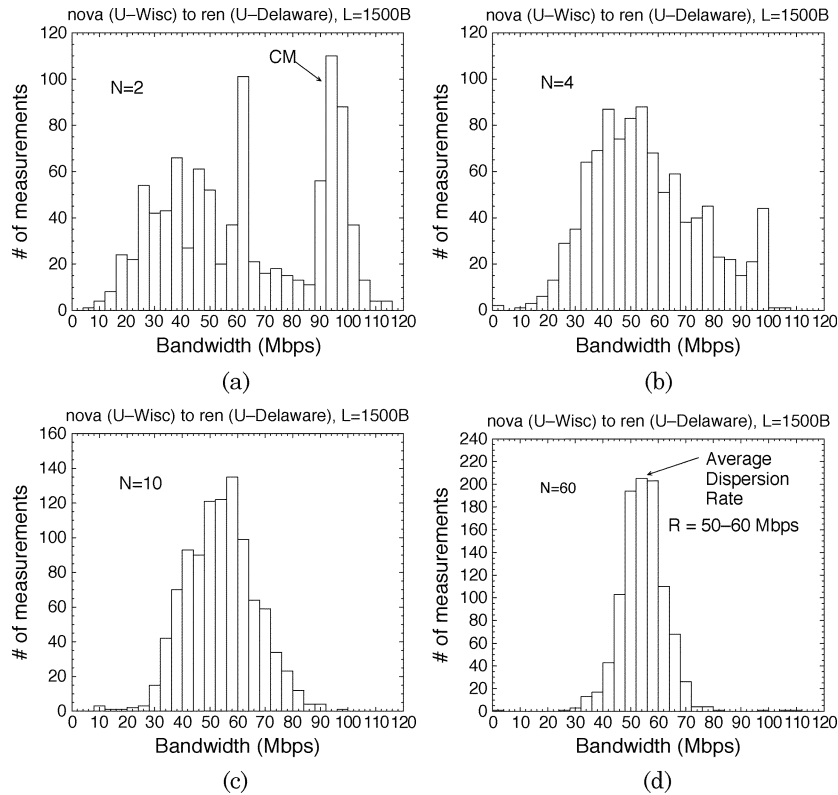 nova (U–Wisc) to ren (U–Delaware), L=1500B
120
100
80
60
40
20
0
# of measurements
N=2
CM
0 10 20 30 40 50 60 70 80 90 100 110 120
Bandwidth (Mbps)
(a)
nova (U–Wisc) to ren (U–Delaware), L=1500B
120
100
80
60
40
20
0
# of measurements
N=4
0 10 20 30 40 50 60 70 80 90 100 110 120
Bandwidth (Mbps)
(b)
nova (U–Wisc) to ren (U–Delaware), L=1500B
160
140
120
100
80
60
40
20
0
# of measurements
N=10
0 10 20 30 40 50 60 70 80 90 100 110 120
Bandwidth (Mbps)
(c)
nova (U–Wisc) to ren (U–Delaware), L=1500B
240
220
200
180
160
140
120
100
80
60
40
20
0
# of measurements
N=60
Average
Dispersion
Rate
R = 50–60 Mbps
0 10 20 30 40 50 60 70 80 90 100 110 120
Bandwidth (Mbps)
(d)